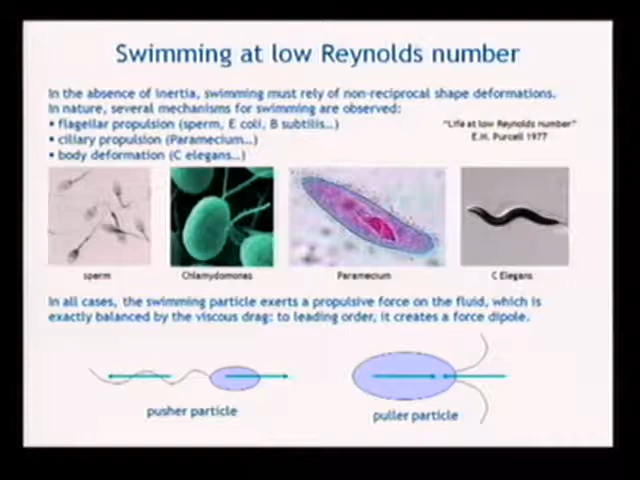 Swimming at low Reynolds number
In the absence of inertia, swimming must rely of non-reciprocal shape deformations.
In nature, several mechanisms for swimming are observed:
▪ flagellar propulsion (sperm, E coli, B subtilis…)
▪ ciliary propulsion (Paramecium…)
▪ body deformation (C elegans…)
"Life at low Reynolds number"
E.M. Purcell 1977
sperm
Chlamydomonas
Paramecium
C Elegans
In all cases, the swimming particle exerts a propulsive force on the fluid, which is
exactly balanced by the viscous drag: to leading order, it creates a force dipole.
pusher particle
puller particle